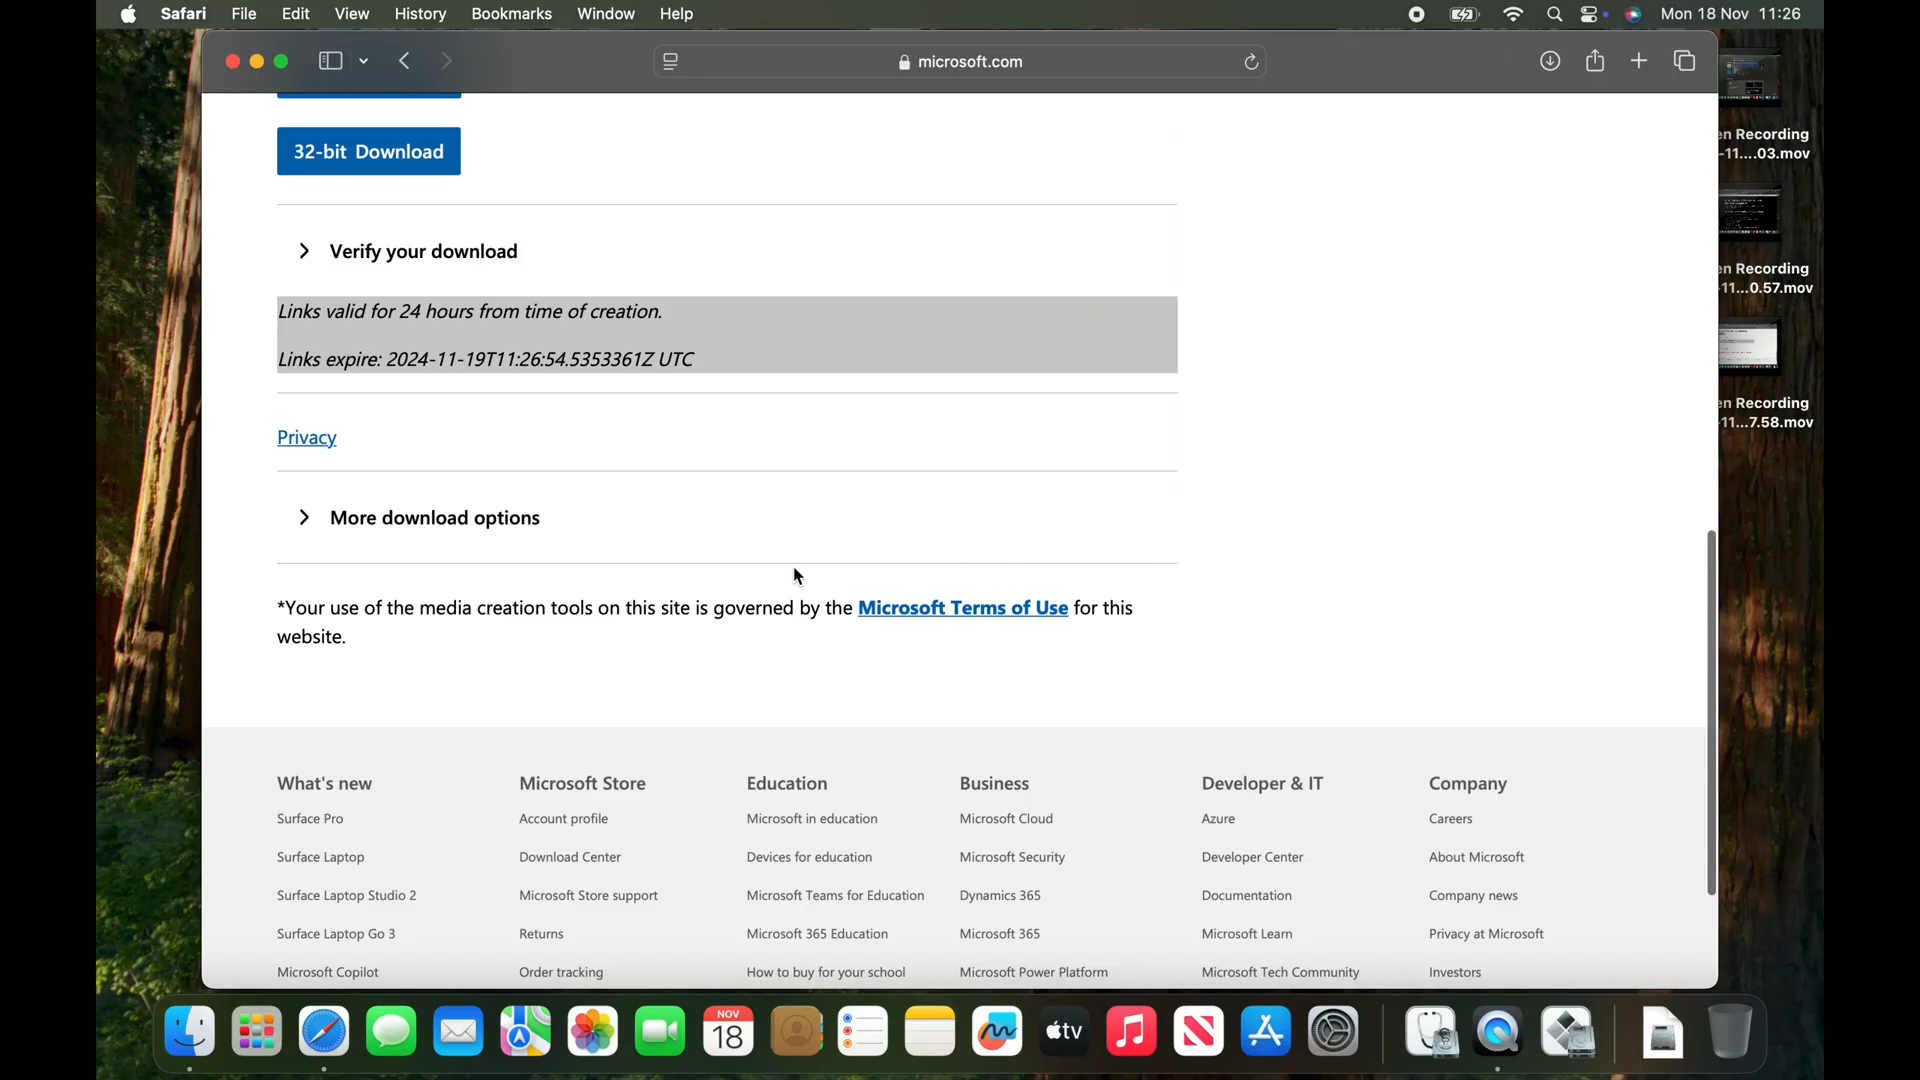 Safari File Edit View History Bookmarks Window Help Mon 18 Nov 11:26
microsoft.com
32-bit Download
Verify your download
Links valid for 24 hours from time of creation.
Links expire: 2024-11-19T11:26:54.5353361Z UTC
Privacy
More download options
*Your use of the media creation tools on this site is governed by the Microsoft Terms of Use for this
website.
What's new
Surface Pro
Surface Laptop
Surface Laptop Studio 2
Surface Laptop Go 3
Microsoft Copilot
Microsoft Store
Account profile
Download Center
Microsoft Store support
Returns
Order tracking
Education
Microsoft in education
Devices for education
Microsoft Teams for Education
Microsoft 365 Education
How to buy for your school
Business
Microsoft Cloud
Microsoft Security
Dynamics 365
Microsoft 365
Microsoft Power Platform
Developer & IT
Azure
Developer Center
Documentation
Microsoft Learn
Microsoft Tech Community
Company
Careers
About Microsoft
Company news
Privacy at Microsoft
Investors
en Recording
-11....03.mov
en Recording
-11...0.57.mov
en Recording
-11...7.58.mov
NOV
18
tv